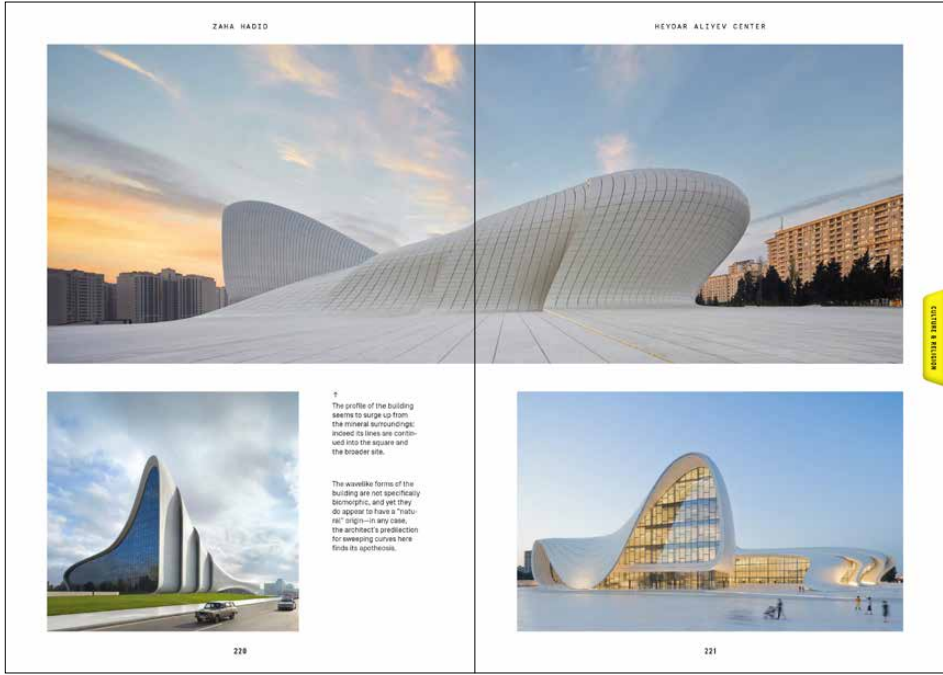 ZAHA HADID
HEYDAR ALIYEV CENTER
↑
The profile of the building
seems to surge up from
the mineral surroundings;
indeed its lines are contin-
ued into the square and
the broader site.
The wavelike forms of the
building are not specifically
biomorphic, and yet they
do appear to have a "natu-
ral" origin—in any case,
the architect's predilection
for sweeping curves here
finds its apotheosis.
CULTURE & RELIGION
220
221